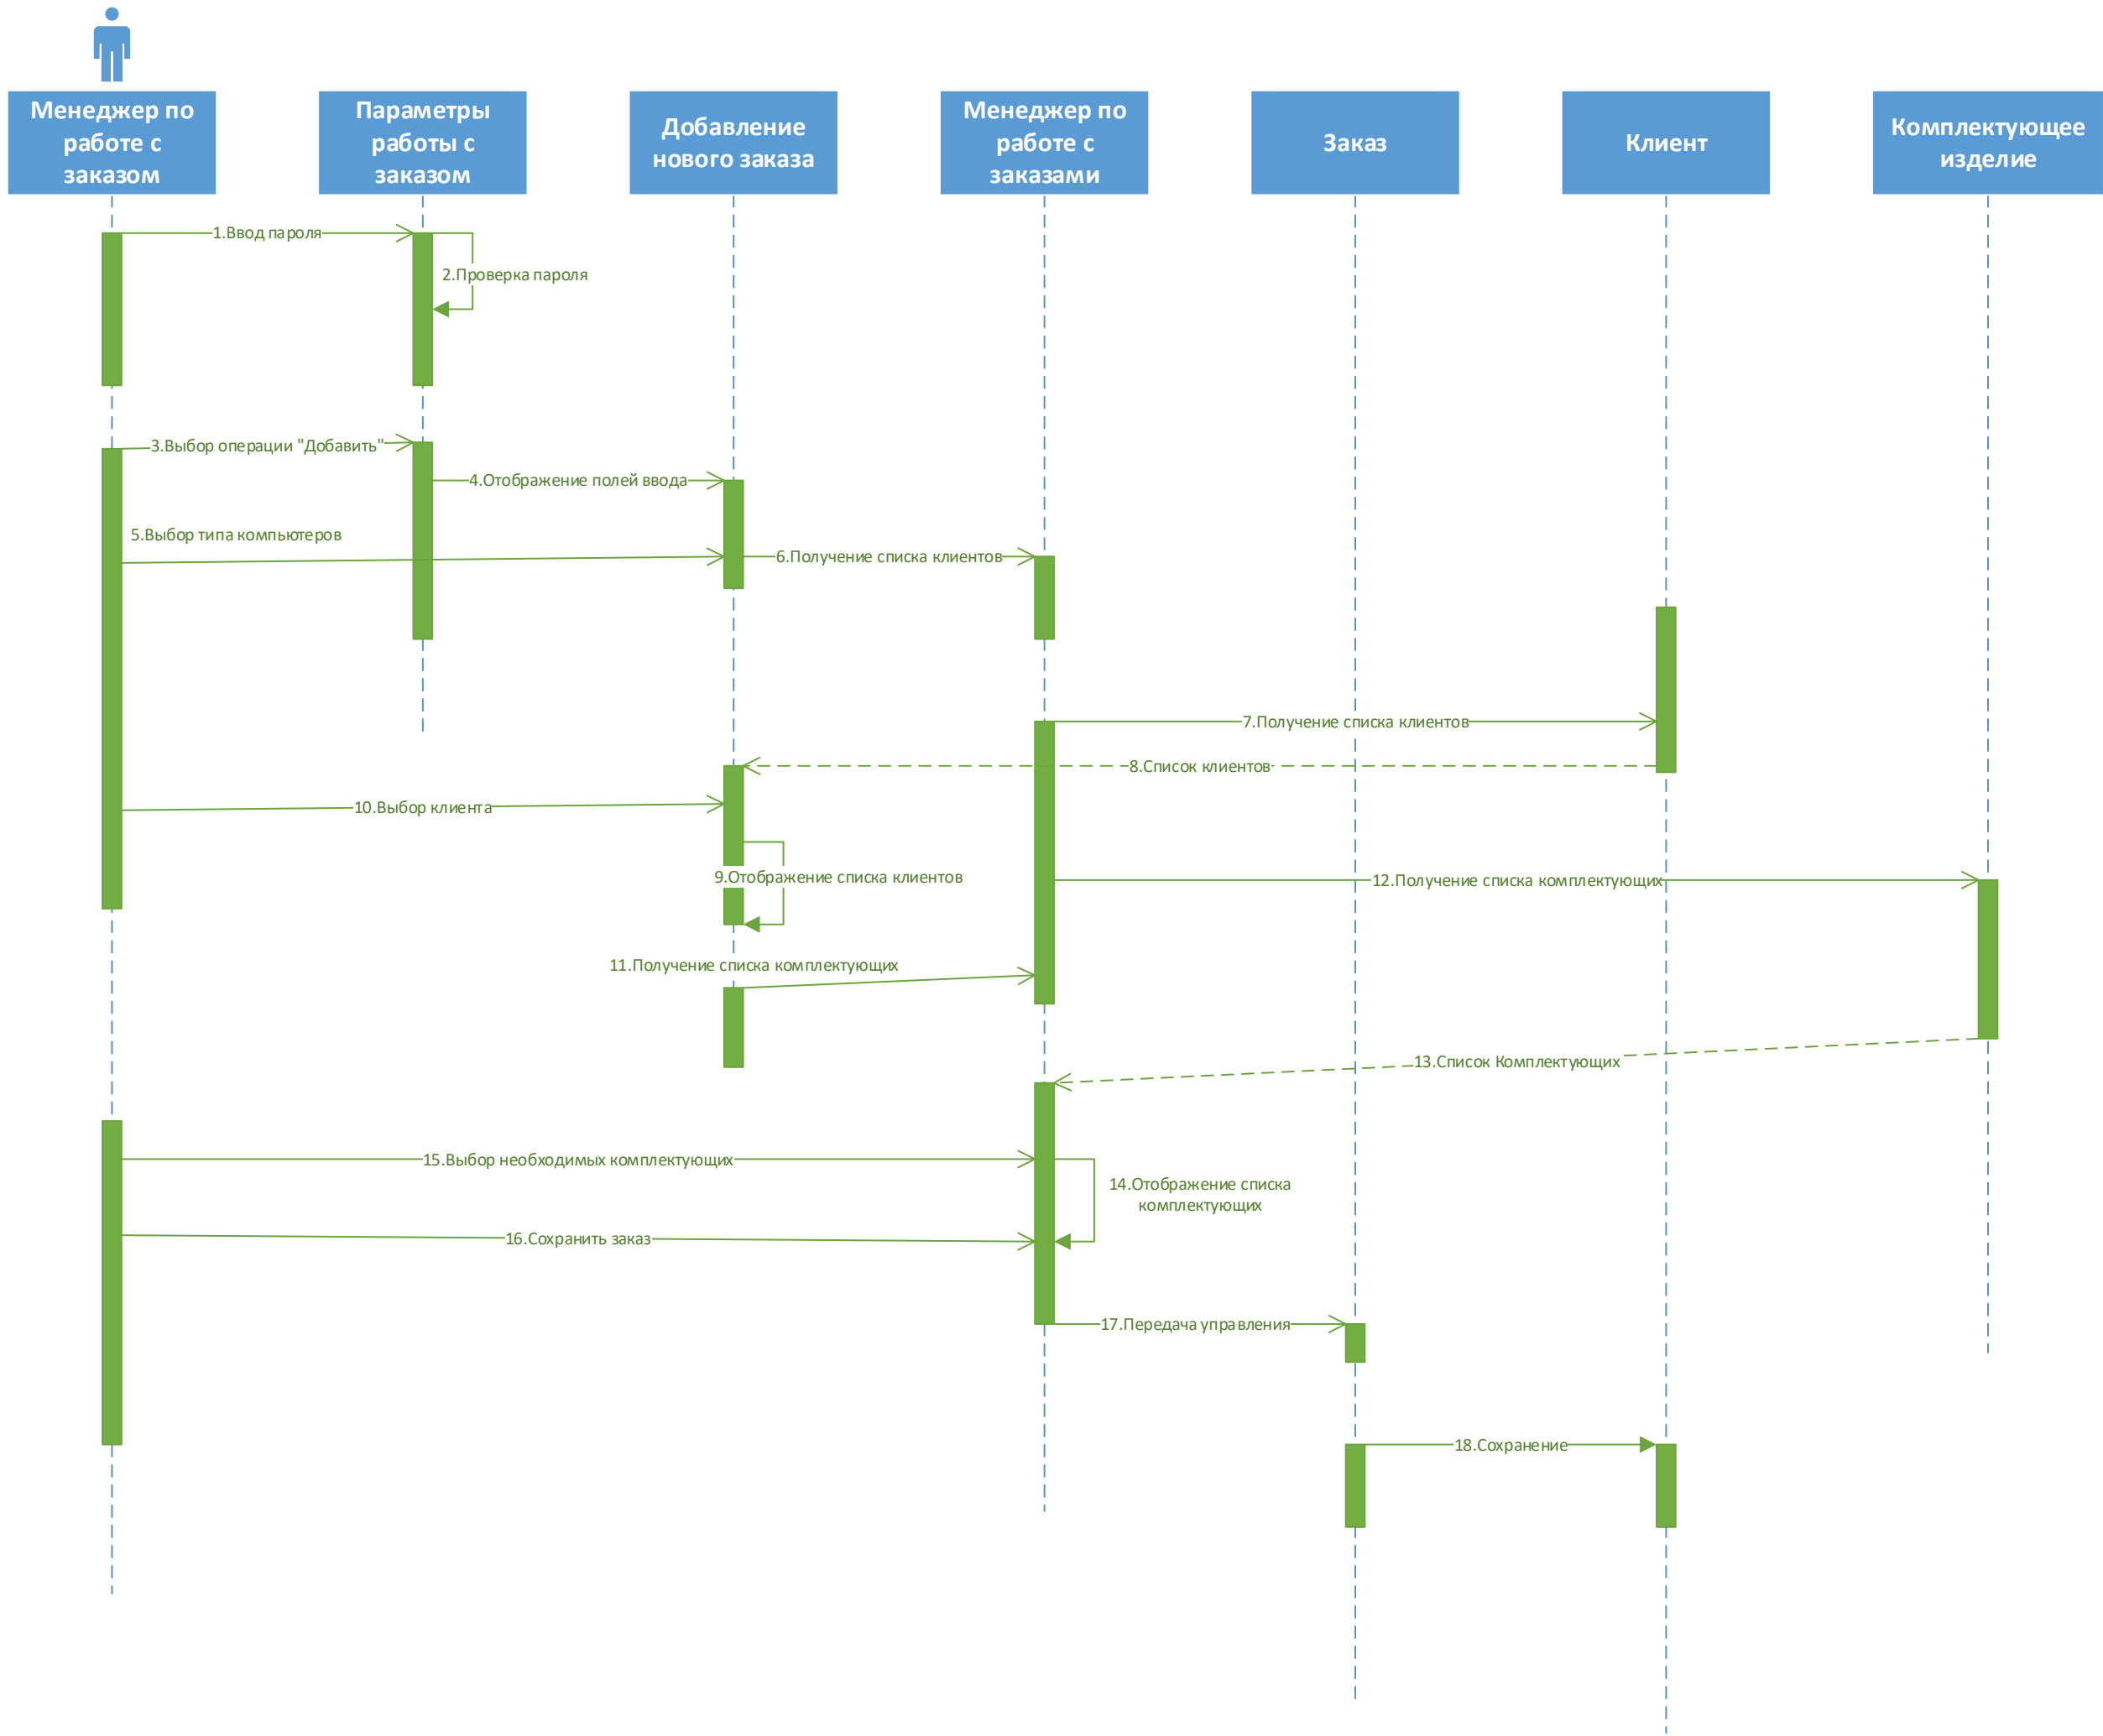 Менеджер по
работе с
заказом
Параметры
работы с
заказом
Добавление
нового заказа
Менеджер по
работе с
заказами
Заказ
Клиент
Комплектующее
изделие
1.Ввод пароля
2.Проверка пароля
3.Выбор операции "Добавить"
4.Отображение полей ввода
5.Выбор типа компьютеров
6.Получение списка клиентов
7.Получение списка клиентов
8.Список клиентов
10.Выбор клиента
9.Отображение списка клиентов
12.Получение списка комплектующих
11.Получение списка комплектующих
13.Список Комплектующих
15.Выбор необходимых комплектующих
14.Отображение списка
комплектующих
16.Сохранить заказ
17.Передача управления
18.Сохранение